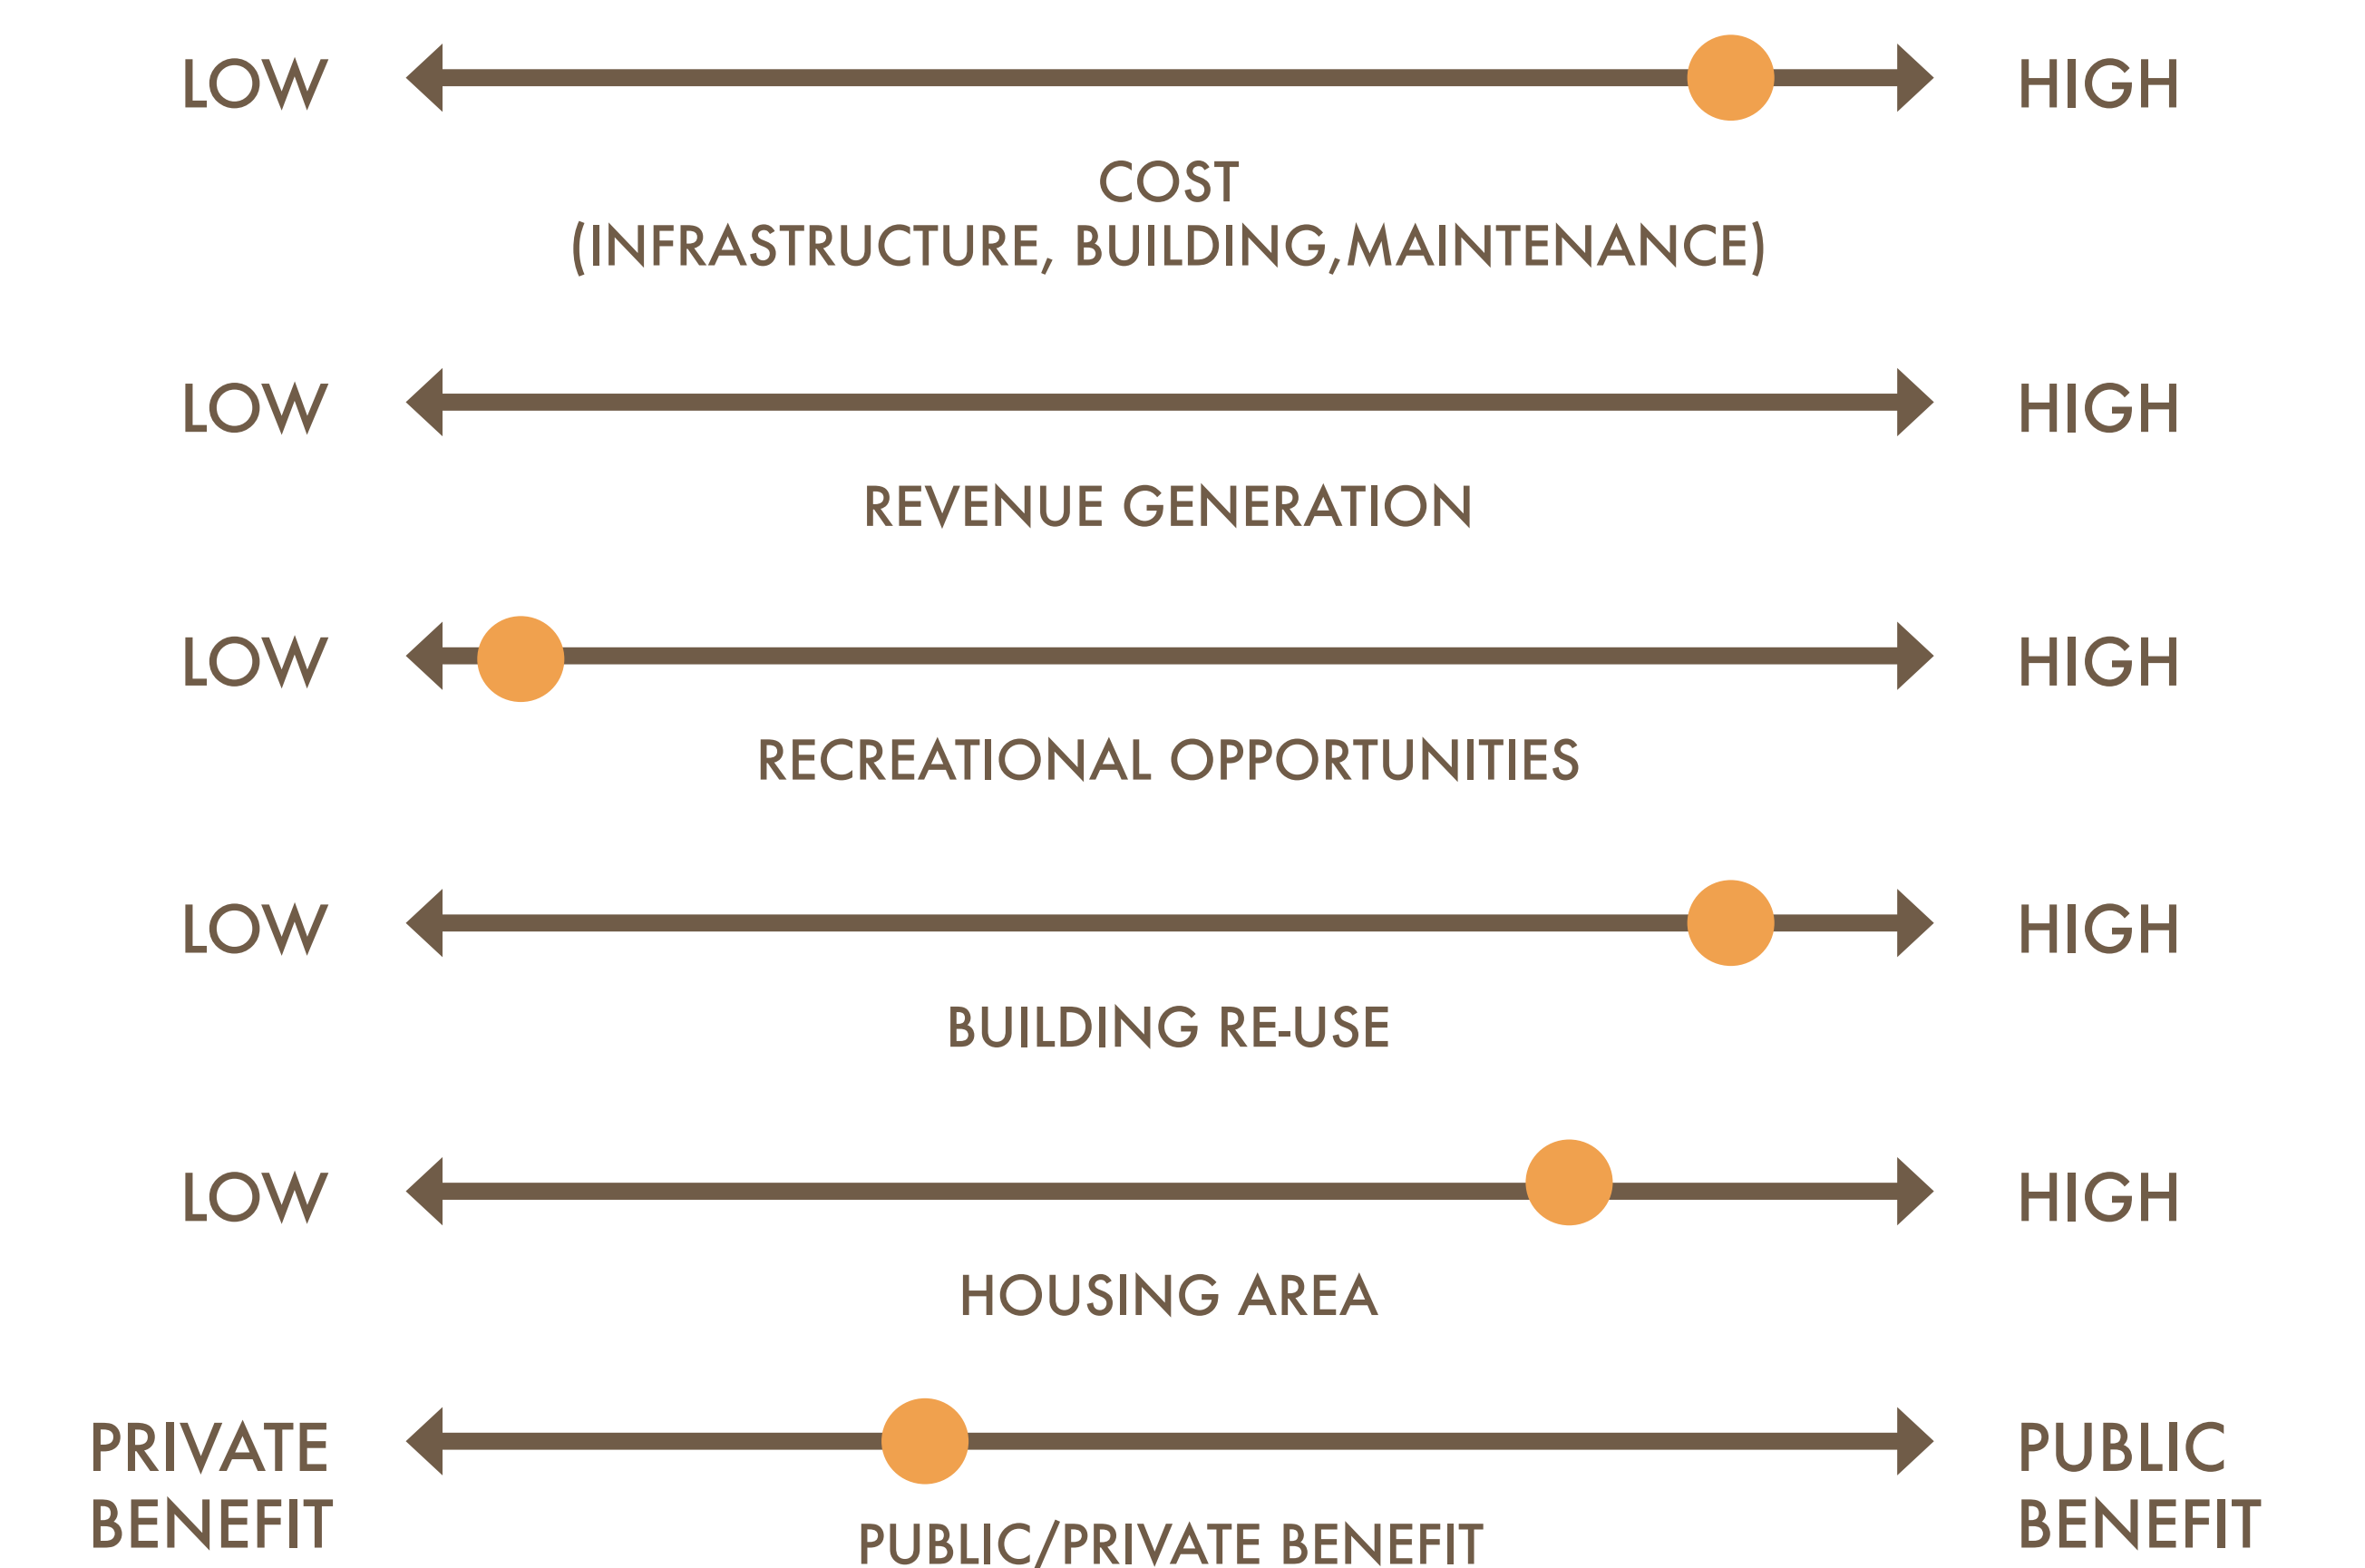 LOW HIGH
COST
(INFRASTRUCTURE, BUILDING,MAINTENANCE)
LOW HIGH
REVENUE GENERATION
LOW HIGH
RECREATIONAL OPPORTUNITIES
LOW HIGH
BUILDING RE-USE
LOW HIGH
HOUSING AREA
PRIVATE BENEFIT
PUBLIC BENEFIT
PUBLIC/PRIVATE BENEFIT